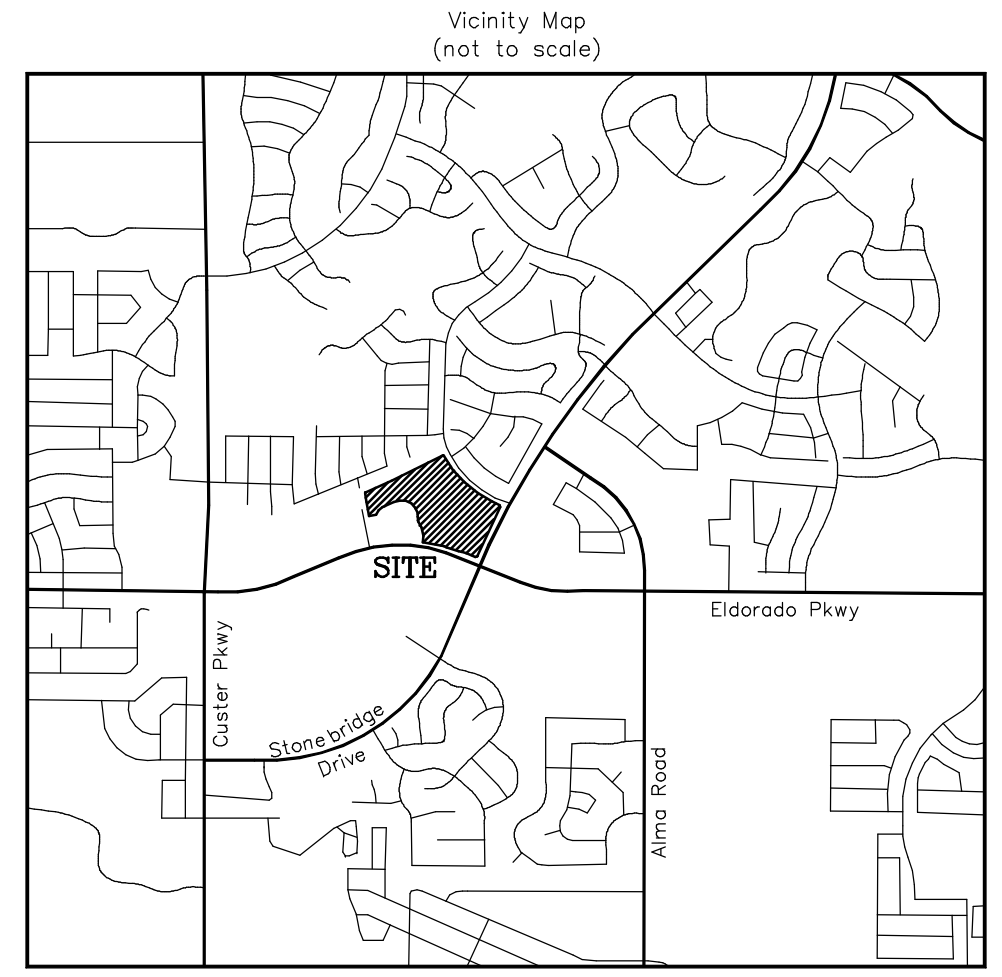 Vicinity Map
(not to scale)
SITE
Eldorado Pkwy
Custer Pkwy
Stonebridge
Drive
Alma Road